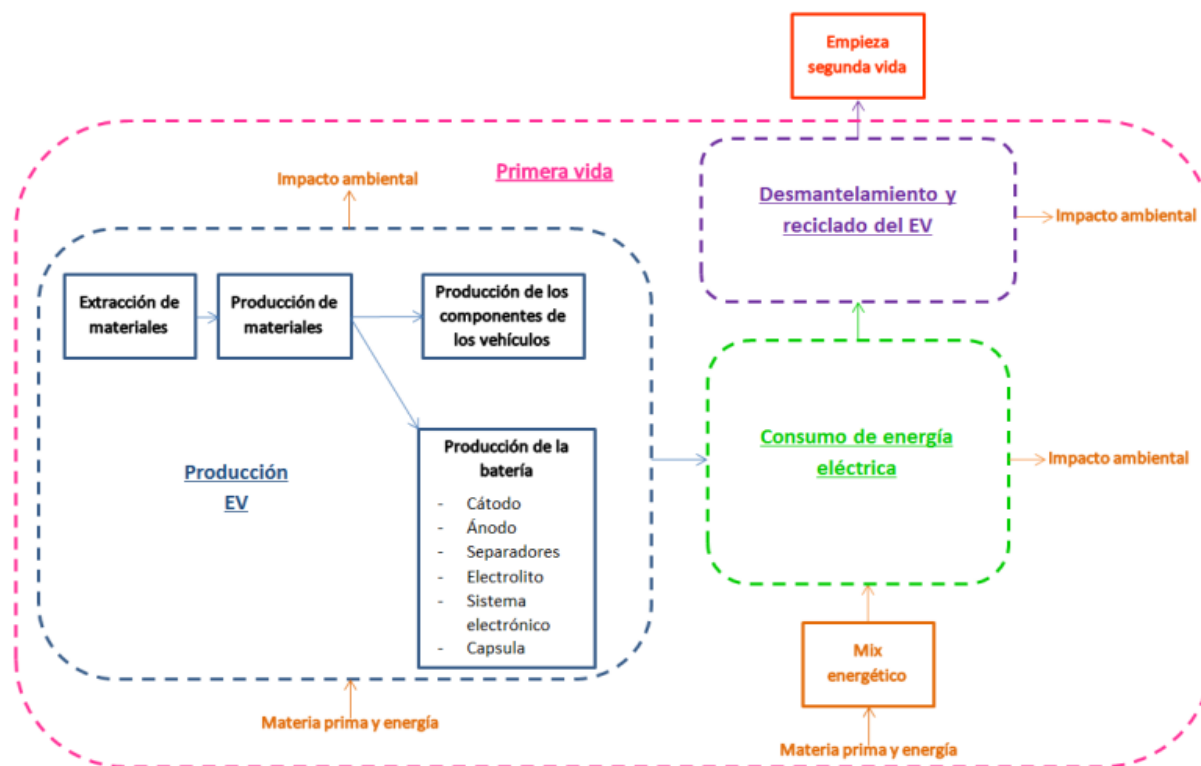 Empieza
segunda vida
Primera vida
Impacto ambiental
Desmantelamiento y
reciclado del EV
Impacto ambiental
Extracción de
materiales
Producción de
materiales
Producción de los
componentes de
los vehículos
Producción de la
batería
- Cátodo
- Ánodo
- Separadores
- Electrolito
- Sistema
electrónico
- Capsula
Producción
EV
Consumo de energía
eléctrica
Impacto ambiental
Mix
energético
Materia prima y energía
Materia prima y energía